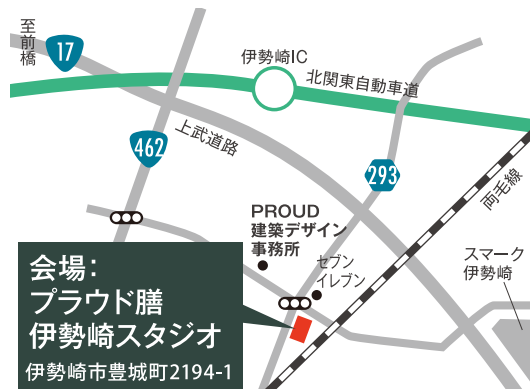 至前橋
17
伊勢崎IC
北関東自動車道
上武道路
462
293
両毛線
PROUD
建築デザイン
事務所
セブン
イレブン
スマーク
伊勢崎
会場：
プラウド膳
伊勢崎スタジオ
伊勢崎市豊城町2194-1